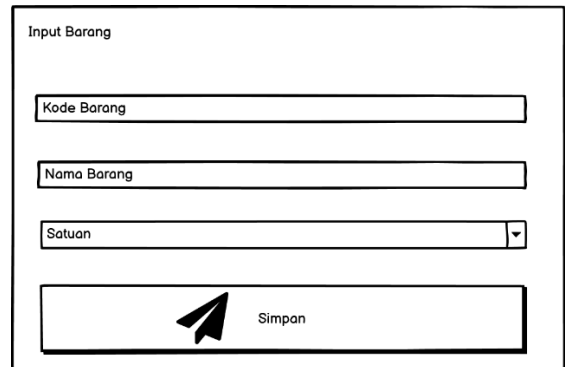 Input Barang
Kode Barang
Nama Barang
Satuan
Simpan